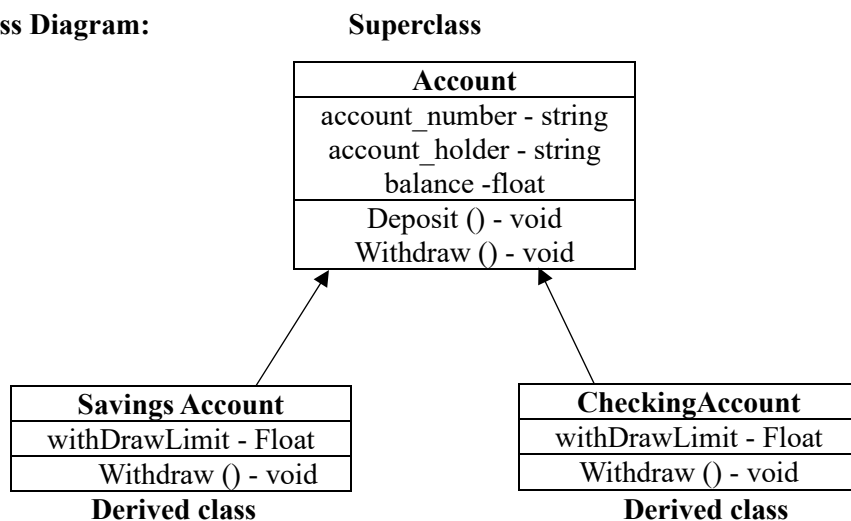 ss Diagram: Superclass
Account
account_number - string
account_holder - string
balance -float
Deposit () - void
Withdraw () - void
Savings Account
withDrawLimit - Float
Withdraw () - void
Derived class
CheckingAccount
withDrawLimit - Float
Withdraw () - void
Derived class